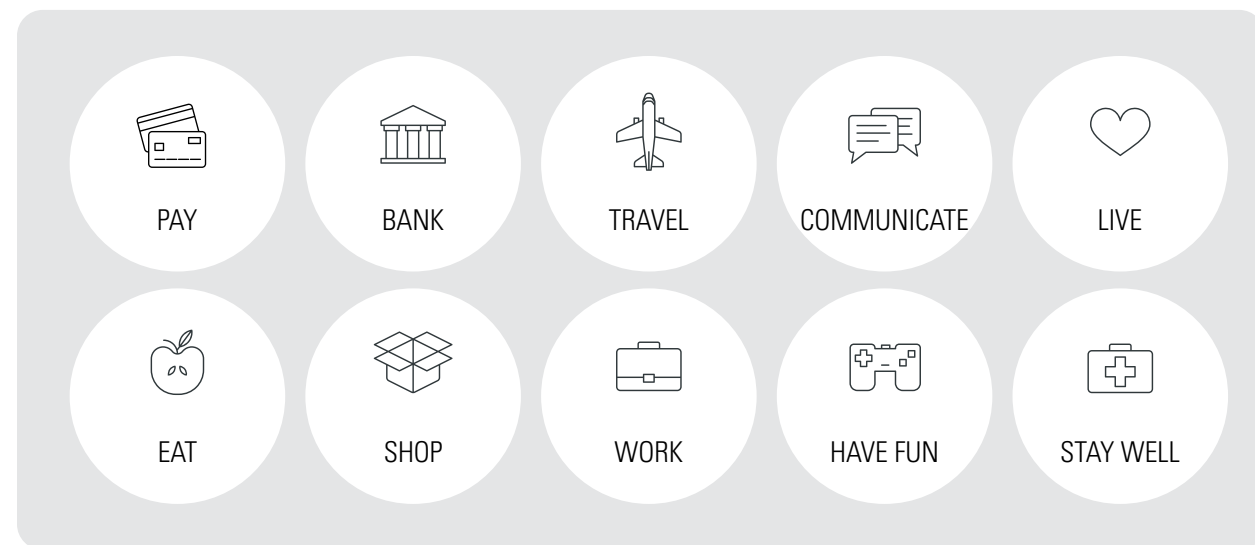 PAY
BANK
TRAVEL
COMMUNICATE
LIVE
EAT
SHOP
WORK
HAVE FUN
STAY WELL